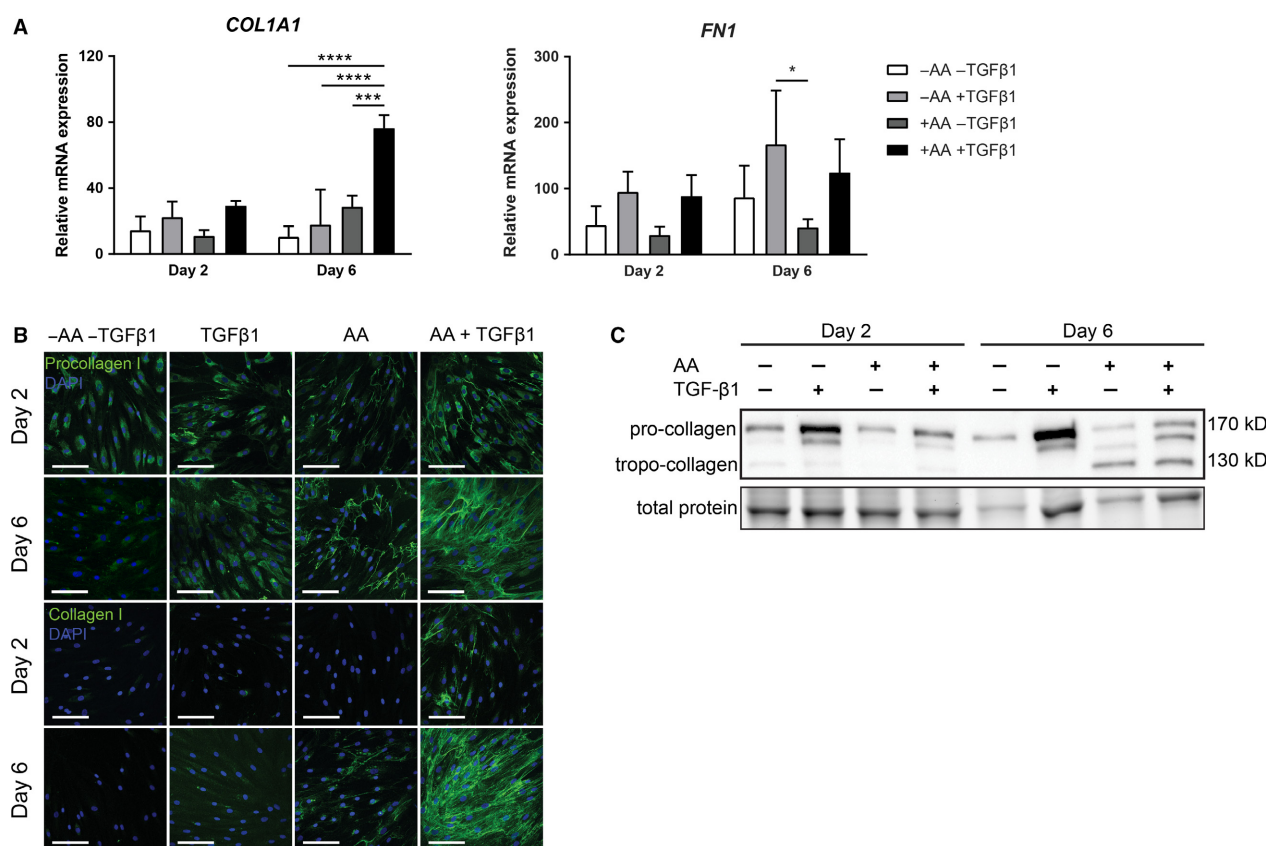 A
COL1A1
Relative mRNA expression
120
80
40
0
****
****
***
Day 2
Day 6
FN1
Relative mRNA expression
300
200
100
0
*
Day 2
Day 6
–AA –TGFβ1
–AA +TGFβ1
+AA –TGFβ1
+AA +TGFβ1
B
–AA –TGFβ1
TGFβ1
AA
AA + TGFβ1
Day 2
Procollagen I
DAPI
Day 6
Day 2
Collagen I
DAPI
Day 6
C
Day 2
Day 6
AA – – + + – – + +
TGF-β1 – + – + – + – +
pro-collagen
170 kD
tropo-collagen
130 kD
total protein